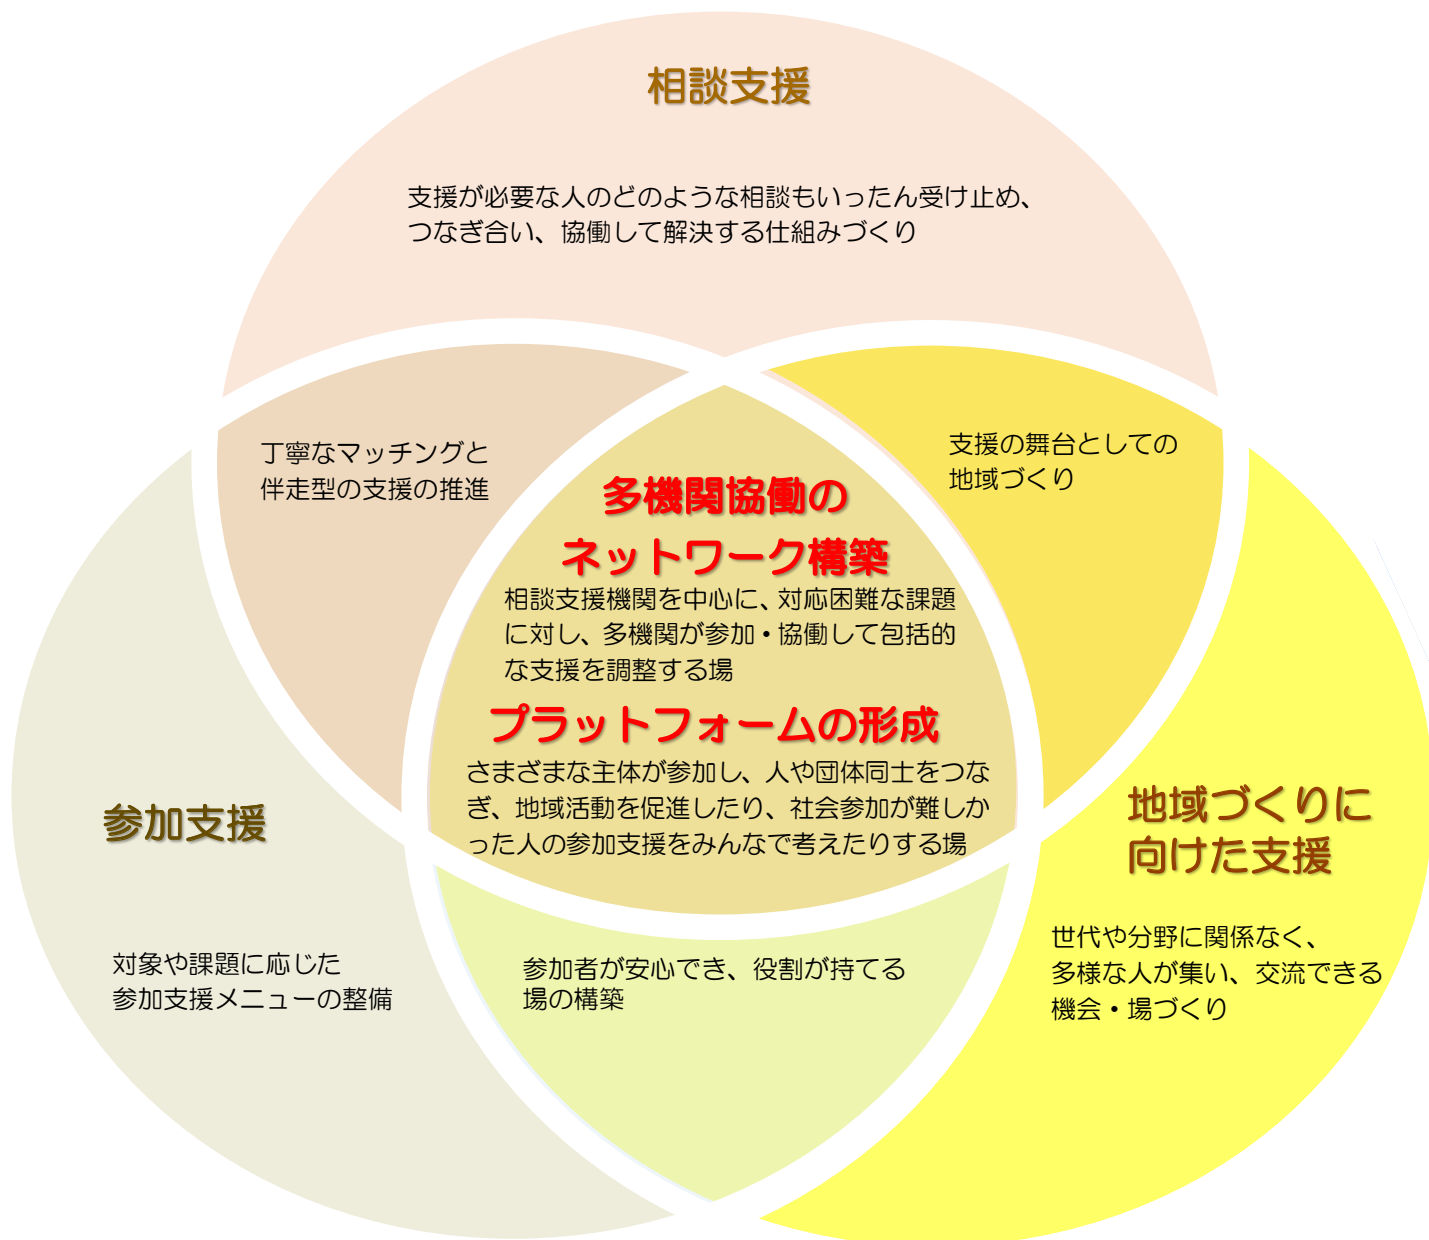 相談支援
支援が必要な人のどのような相談もいったん受け止め、
つなぎ合い、協働して解決する仕組みづくり
丁寧なマッチングと
伴走型の支援の推進
支援の舞台としての
地域づくり
多機関協働の
ネットワーク構築
相談支援機関を中心に、対応困難な課題
に対し、多機関が参加・協働して包括的
な支援を調整する場
プラットフォームの形成
さまざまな主体が参加し、人や団体同士をつな
ぎ、地域活動を促進したり、社会参加が難しか
った人の参加支援をみんなで考えたりする場
参加支援
対象や課題に応じた
参加支援メニューの整備
地域づくりに
向けた支援
世代や分野に関係なく、
多様な人が集い、交流できる
機会・場づくり
参加者が安心でき、役割が持てる
場の構築